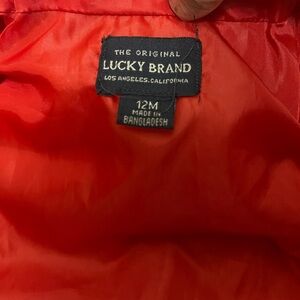 THE ORIGINAL
LUCKY BRAND
LOS ANGELES, CALIFORNIA
12M
MADE IN
BANGLADESH